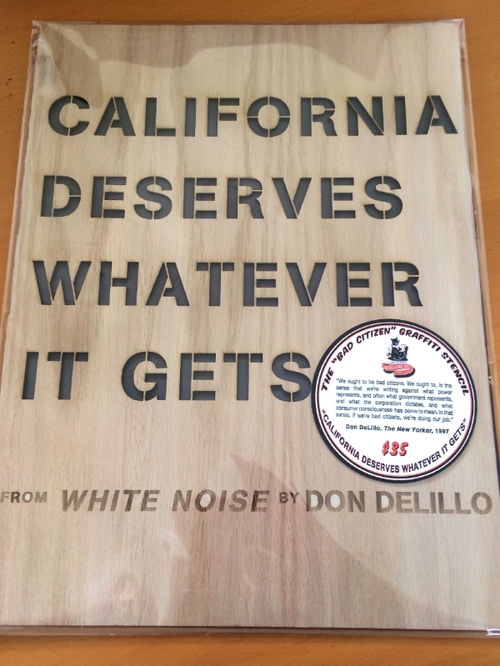 CALIFORNIA
DESERVES
WHATEVER
IT GETS
THE "BAD CITIZEN" GRAFFITI STENCIL
"We ought to be bad citizens. We ought to, in the
sense that we're writing against what power
represents, and often what government represents,
and what the corporation dictates, and what
consumer consciousness has come to mean. In that
sense, if we're bad citizens, we're doing our job."
Don DeLillo, The New Yorker, 1997
$35
"CALIFORNIA DESERVES WHATEVER IT GETS"
FROM WHITE NOISE BY DON DELILLO